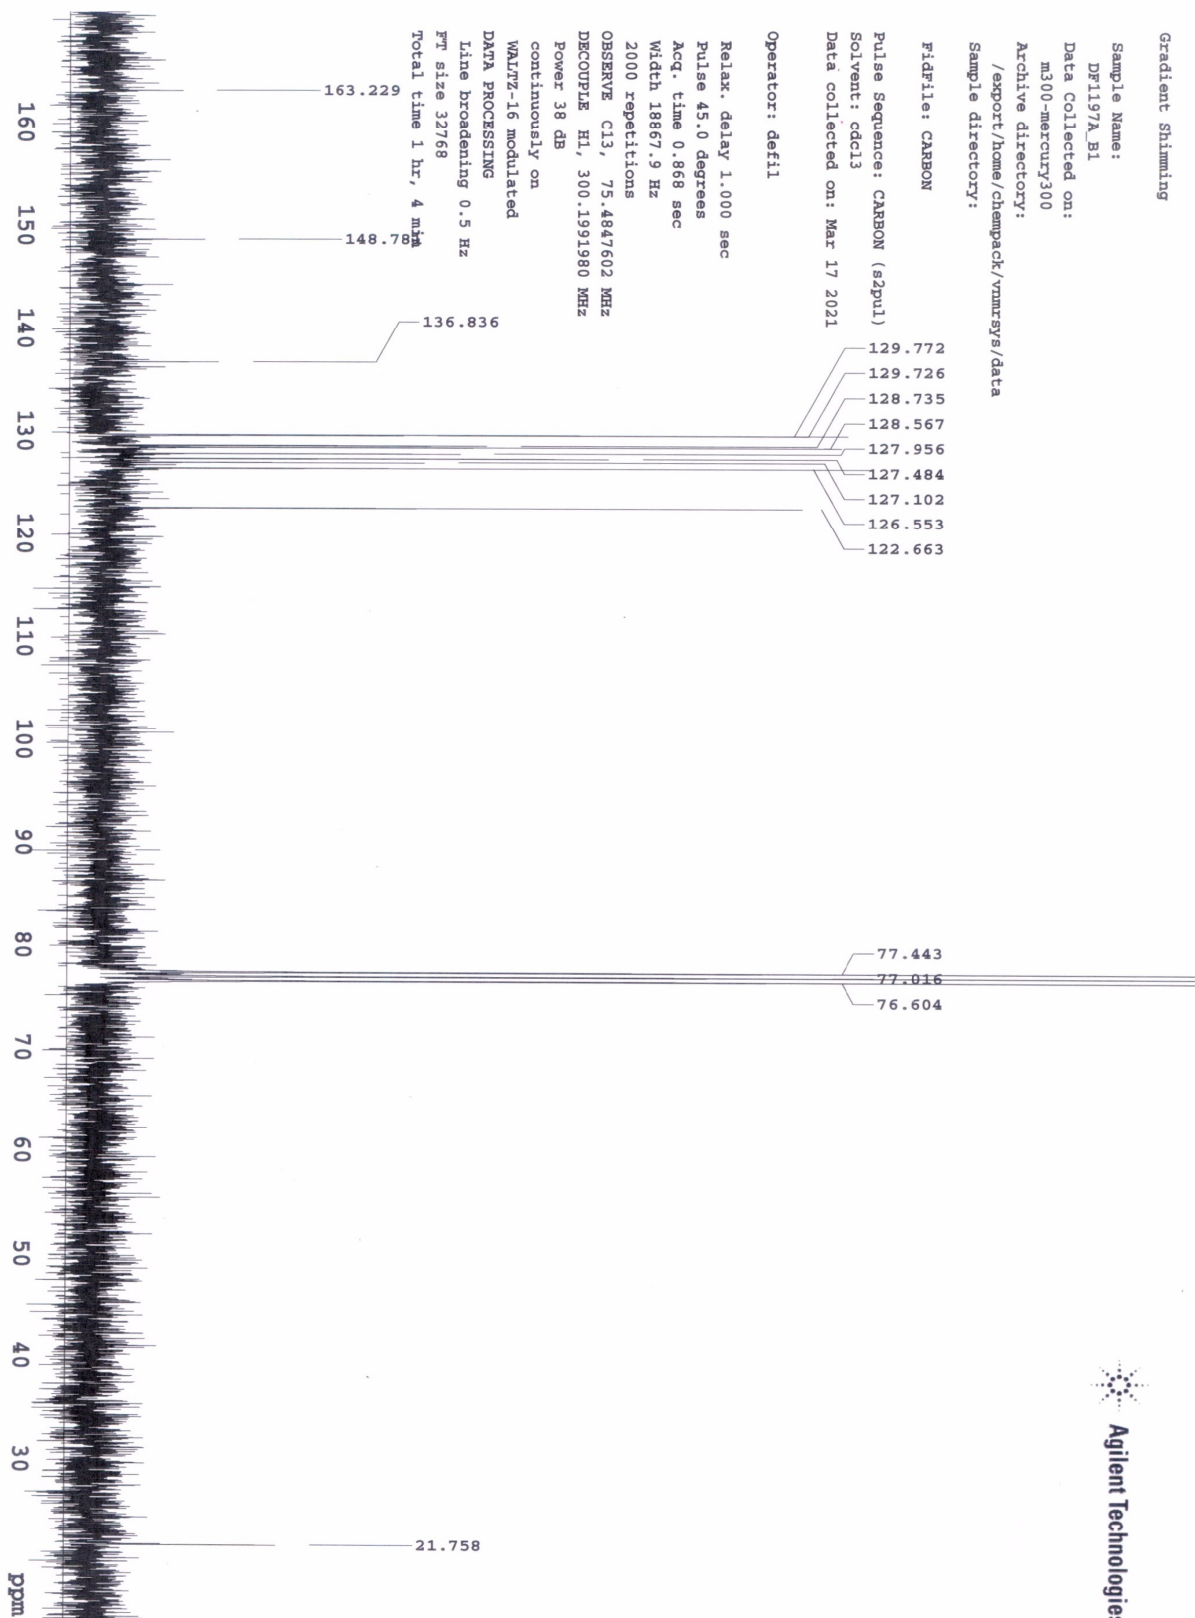 Gradient Shimming
Sample Name:
DF1197A_B1
Data Collected on:
m300-mercury300
Archive directory:
/export/home/chempack/vnmrsys/data
Sample directory:
FidFile: CARBON
Pulse Sequence: CARBON (s2pul)
Solvent: cdcl3
Data collected on: Mar 17 2021
Operator: defil
Relax. delay 1.000 sec
Pulse 45.0 degrees
Acq. time 0.868 sec
Width 18867.9 Hz
2000 repetitions
OBSERVE C13, 75.4847602 MHz
DECOUPLE H1, 300.1991980 MHz
Power 38 dB
continuously on
WALTZ-16 modulated
DATA PROCESSING
Line broadening 0.5 Hz
FT size 32768
Total time 1 hr, 4 min
Agilent Technologies
163.229
136.836
129.772
129.726
128.735
128.567
127.956
127.484
127.102
126.553
122.663
77.443
77.016
76.604
21.758
160 150 140 130 120 110 100 90 80 70 60 50 40 30 ppm